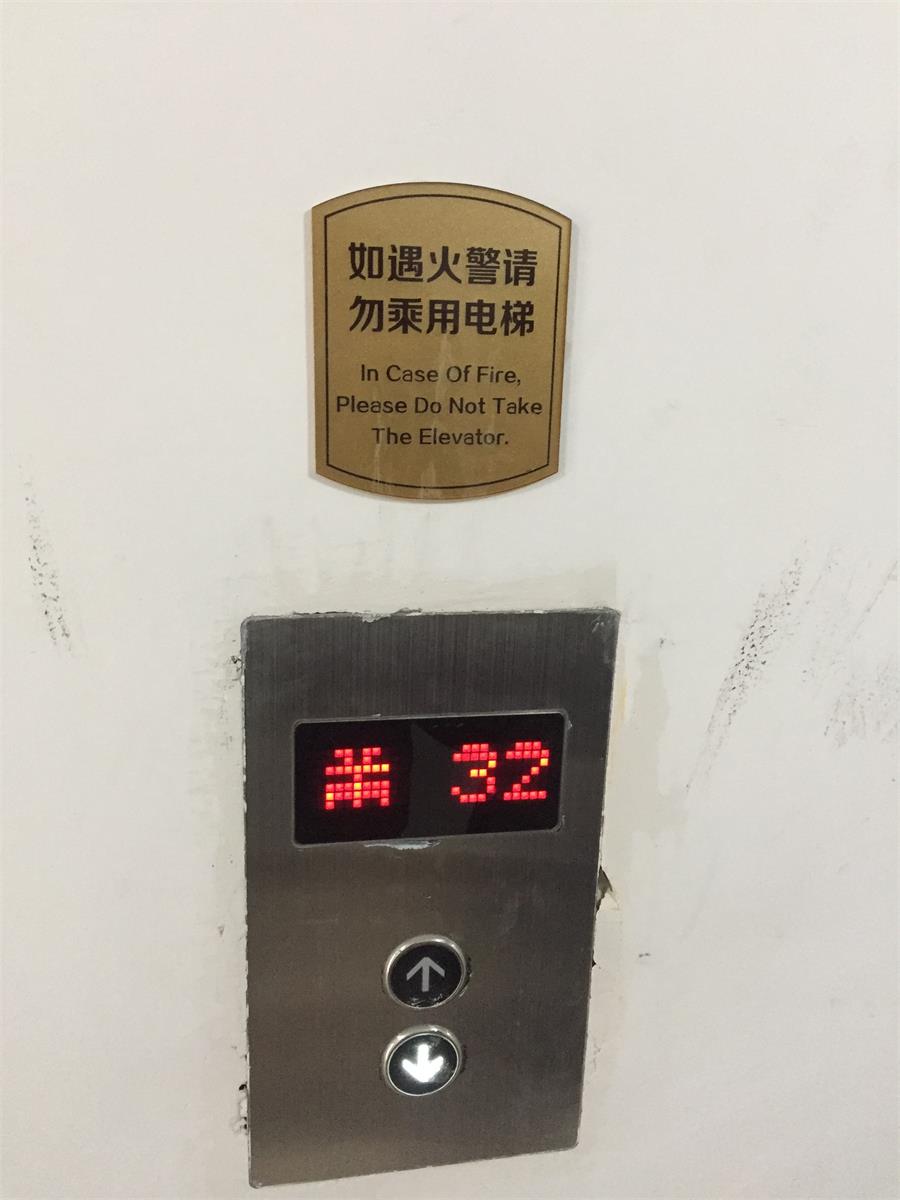 如遇火警请
勿乘用电梯
In Case Of Fire,
Please Do Not Take
The Elevator.
32